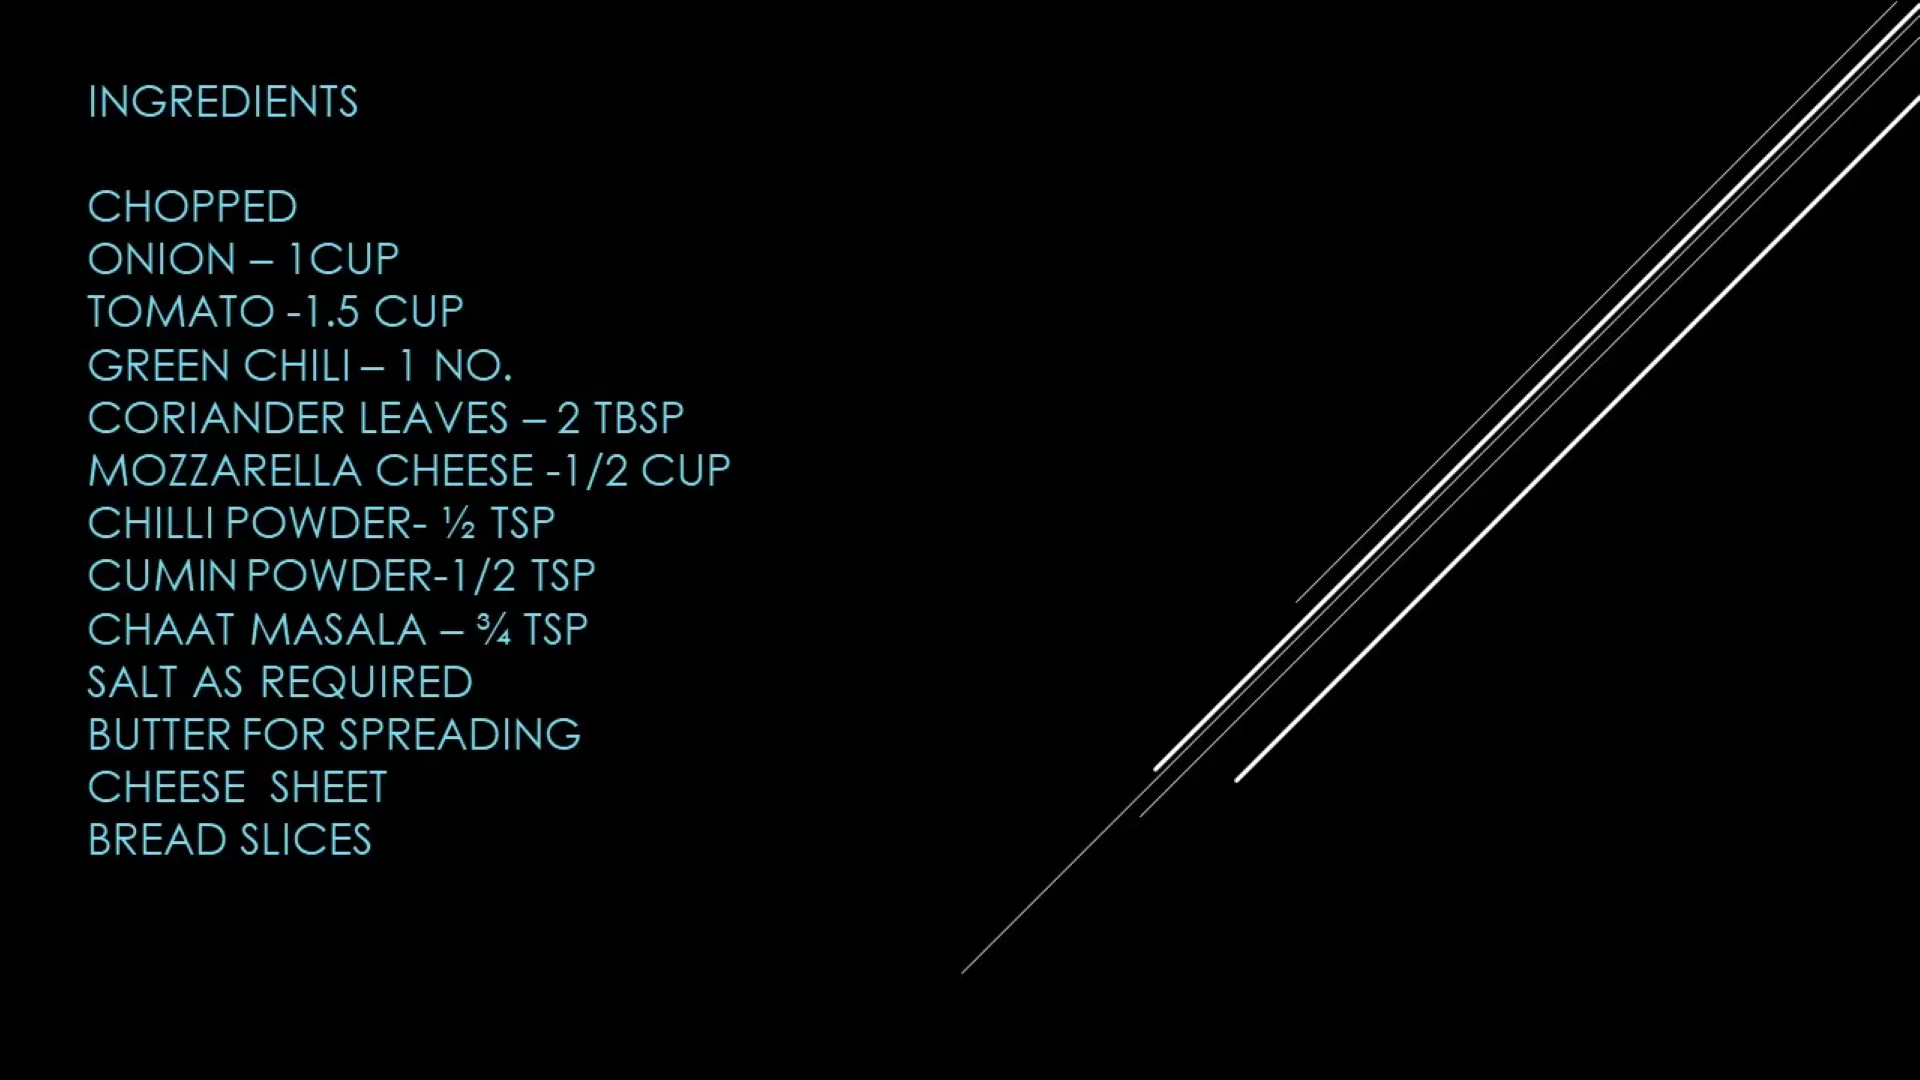 INGREDIENTS
CHOPPED
ONION – 1CUP
TOMATO -1.5 CUP
GREEN CHILI – 1 NO.
CORIANDER LEAVES – 2 TBSP
MOZZARELLA CHEESE -1/2 CUP
CHILLI POWDER- ½ TSP
CUMIN POWDER-1/2 TSP
CHAAT MASALA – ¾ TSP
SALT AS REQUIRED
BUTTER FOR SPREADING
CHEESE  SHEET
BREAD SLICES